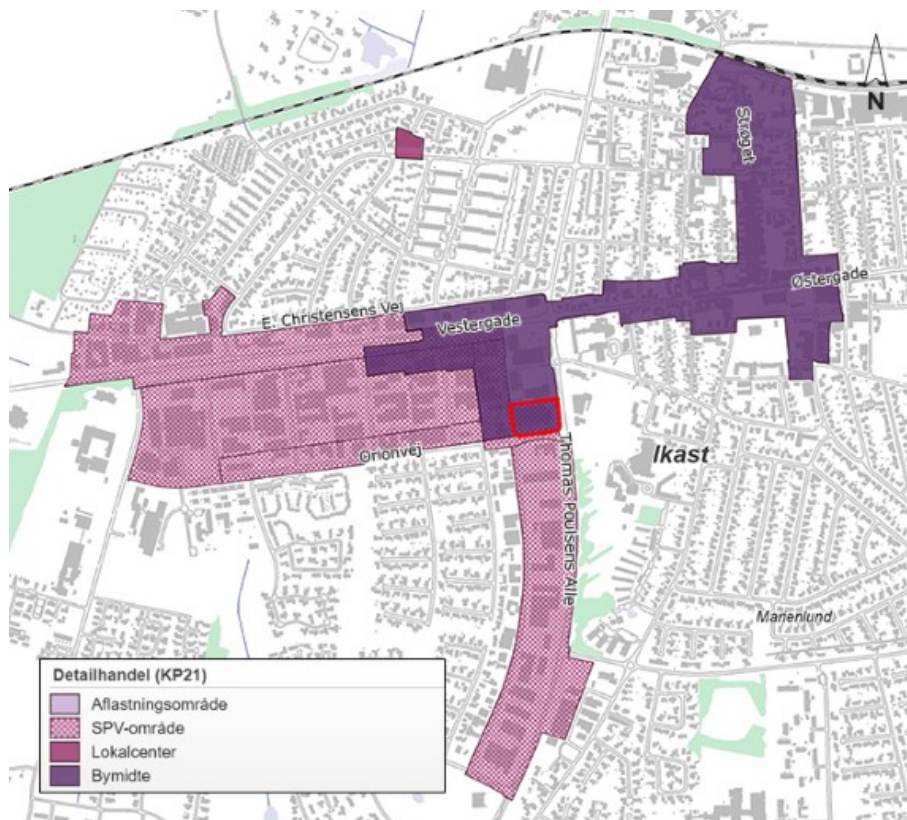 N
Strøget
Østergade
E. Christensens Vej
Vestergade
Orionvej
Thomas Poulsens Alle
Ikast
Marienlund
Detailhandel (KP21)
Aflastningsområde
SPV-område
Lokalcenter
Bymidte